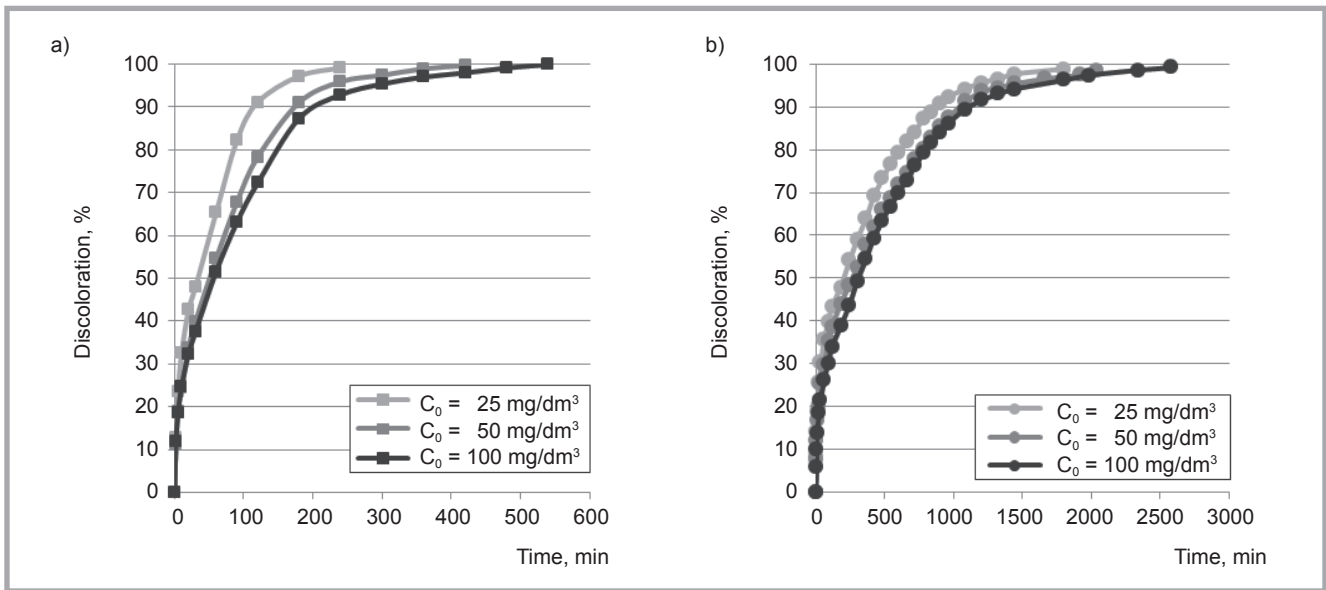 a)
100
90
80
70
60
50
40
30
20
10
0
Discoloration, %
C₀ = 25 mg/dm³
C₀ = 50 mg/dm³
C₀ = 100 mg/dm³
0 100 200 300 400 500 600
Time, min
b)
100
90
80
70
60
50
40
30
20
10
0
Discoloration, %
C₀ = 25 mg/dm³
C₀ = 50 mg/dm³
C₀ = 100 mg/dm³
0 500 1000 1500 2000 2500 3000
Time, min